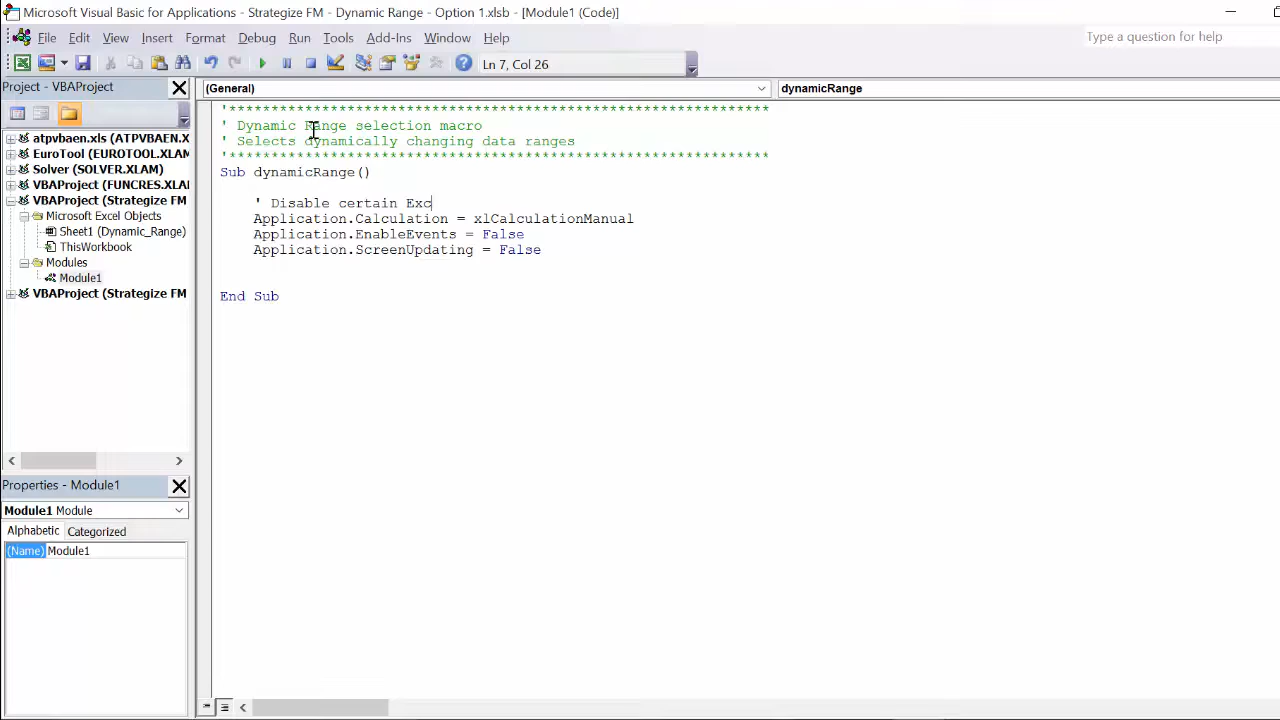 Microsoft Visual Basic for Applications - Strategize FM - Dynamic Range - Option 1.xlsb - [Module1 (Code)]
File Edit View Insert Format Debug Run Tools Add-Ins Window Help
Type a question for help
Ln 7, Col 26
Project - VBAProject
(General)
dynamicRange
atpvbaen.xls (ATPVBAEN.X
EuroTool (EUROTOOL.XLAM
Solver (SOLVER.XLAM)
VBAProject (FUNCRES.XLAM
VBAProject (Strategize FM
Microsoft Excel Objects
Sheet1 (Dynamic_Range)
ThisWorkbook
Modules
Module1
VBAProject (Strategize FM
'****************************************************************
' Dynamic Range selection macro
' Selects dynamically changing data ranges
'****************************************************************
Sub dynamicRange()
' Disable certain Exc
Application.Calculation = xlCalculationManual
Application.EnableEvents = False
Application.ScreenUpdating = False
End Sub
Properties - Module1
Module1 Module
Alphabetic Categorized
(Name) Module1